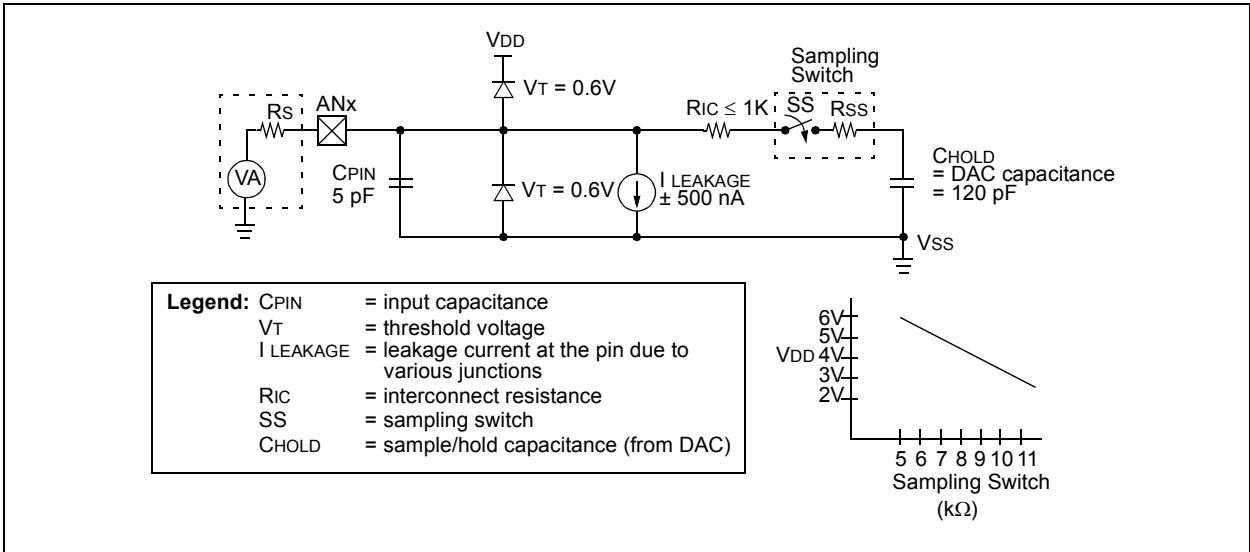 VDD
VT = 0.6V
RS
ANx
VA
CPIN
5 pF
VT = 0.6V
I LEAKAGE
± 500 nA
RIC ≤ 1K
Sampling
Switch
SS
RSS
CHOLD
= DAC capacitance
= 120 pF
VSS
Legend: CPIN = input capacitance
VT = threshold voltage
I LEAKAGE = leakage current at the pin due to
various junctions
RIC = interconnect resistance
SS = sampling switch
CHOLD = sample/hold capacitance (from DAC)
6V
5V
VDD 4V
3V
2V
5 6 7 8 9 10 11
Sampling Switch
(kΩ)